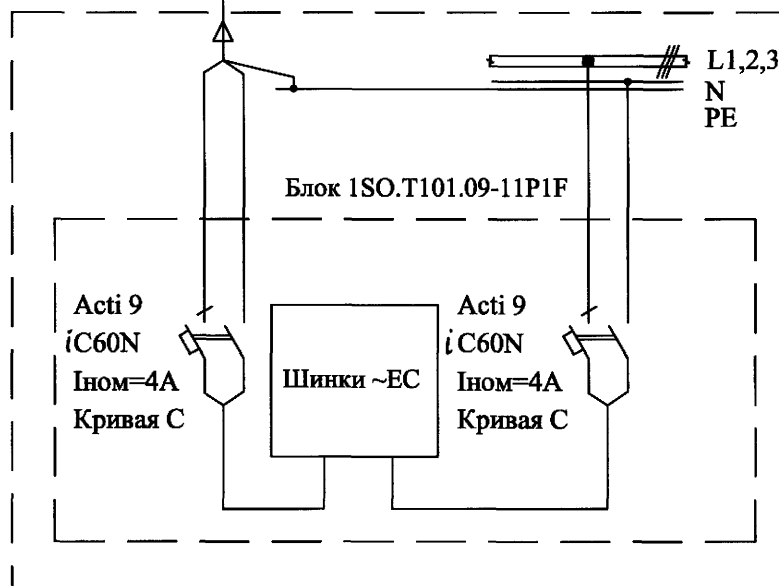 L1,2,3
N
PE
Блок 1SO.T101.09-11P1F
Acti 9
iC60N
Iном=4А
Кривая С
Шинки ~ЕС
Acti 9
iC60N
Iном=4А
Кривая С